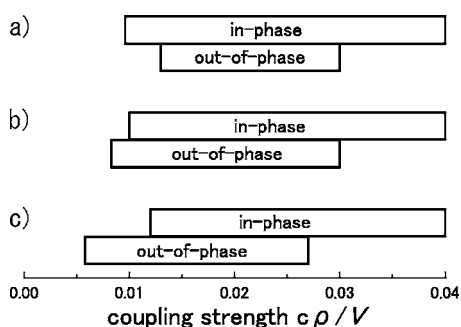 a)
in-phase
out-of-phase
b)
in-phase
out-of-phase
c)
in-phase
out-of-phase
0.00 0.01 0.02 0.03 0.04
coupling strength c ρ / V